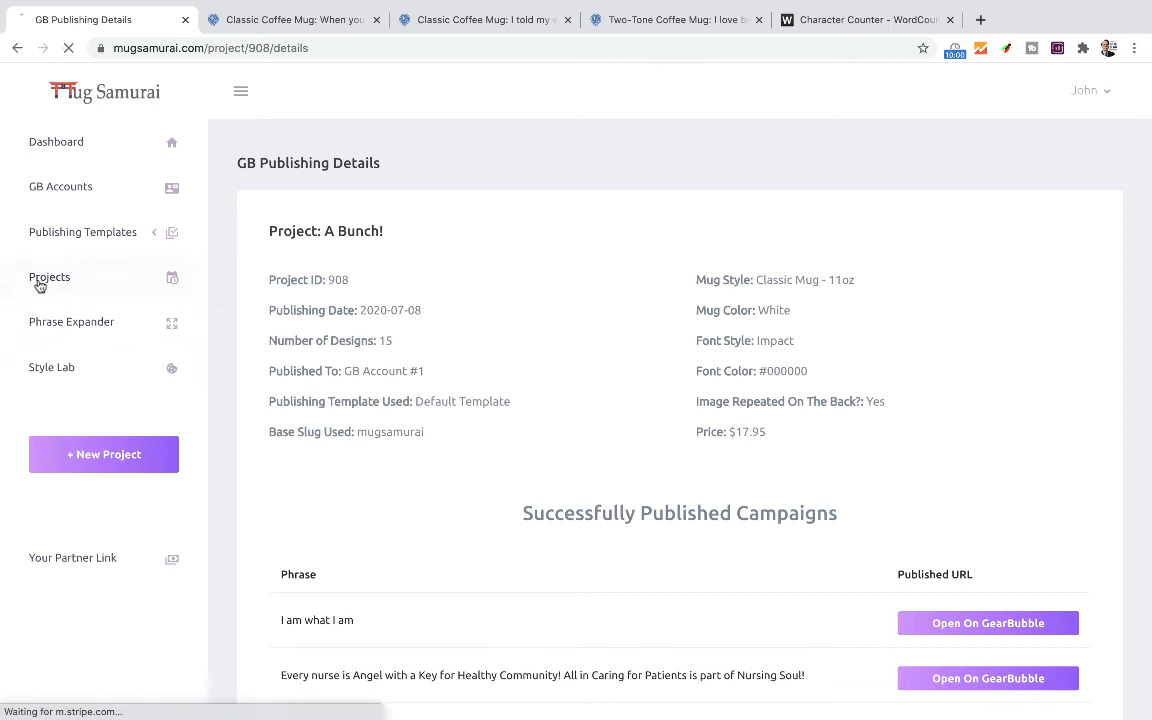 GB Publishing Details
Classic Coffee Mug: When you
Classic Coffee Mug: I told my
Two-Tone Coffee Mug: I love b
W
Character Counter - WordCou
mugsamurai.com/project/908/details
10:00
Mug Samurai
John
Dashboard
GB Accounts
Publishing Templates
Projects
Phrase Expander
Style Lab
+ New Project
Your Partner Link
GB Publishing Details
Project: A Bunch!
Project ID: 908
Publishing Date: 2020-07-08
Number of Designs: 15
Published To: GB Account #1
Publishing Template Used: Default Template
Base Slug Used: mugsamurai
Mug Style: Classic Mug - 11oz
Mug Color: White
Font Style: Impact
Font Color: #000000
Image Repeated On The Back?: Yes
Price: $17.95
Successfully Published Campaigns
Phrase
Published URL
I am what I am
Open On GearBubble
Every nurse is Angel with a Key for Healthy Community! All in Caring for Patients is part of Nursing Soul!
Open On GearBubble
Waiting for m.stripe.com...